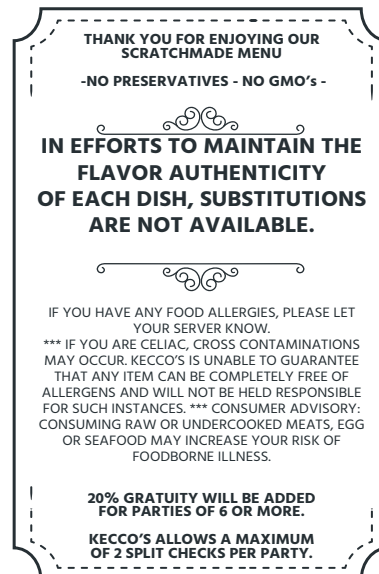 THANK YOU FOR ENJOYING OUR
SCRATCHMADE MENU
-NO PRESERVATIVES - NO GMO's -
IN EFFORTS TO MAINTAIN THE
FLAVOR AUTHENTICITY
OF EACH DISH, SUBSTITUTIONS
ARE NOT AVAILABLE.
IF YOU HAVE ANY FOOD ALLERGIES, PLEASE LET
YOUR SERVER KNOW.
*** IF YOU ARE CELIAC, CROSS CONTAMINATIONS
MAY OCCUR. KECCO'S IS UNABLE TO GUARANTEE
THAT ANY ITEM CAN BE COMPLETELY FREE OF
ALLERGENS AND WILL NOT BE HELD RESPONSIBLE
FOR SUCH INSTANCES. *** CONSUMER ADVISORY:
CONSUMING RAW OR UNDERCOOKED MEATS, EGG
OR SEAFOOD MAY INCREASE YOUR RISK OF
FOODBORNE ILLNESS.
20% GRATUITY WILL BE ADDED
FOR PARTIES OF 6 OR MORE.
KECCO'S ALLOWS A MAXIMUM
OF 2 SPLIT CHECKS PER PARTY.